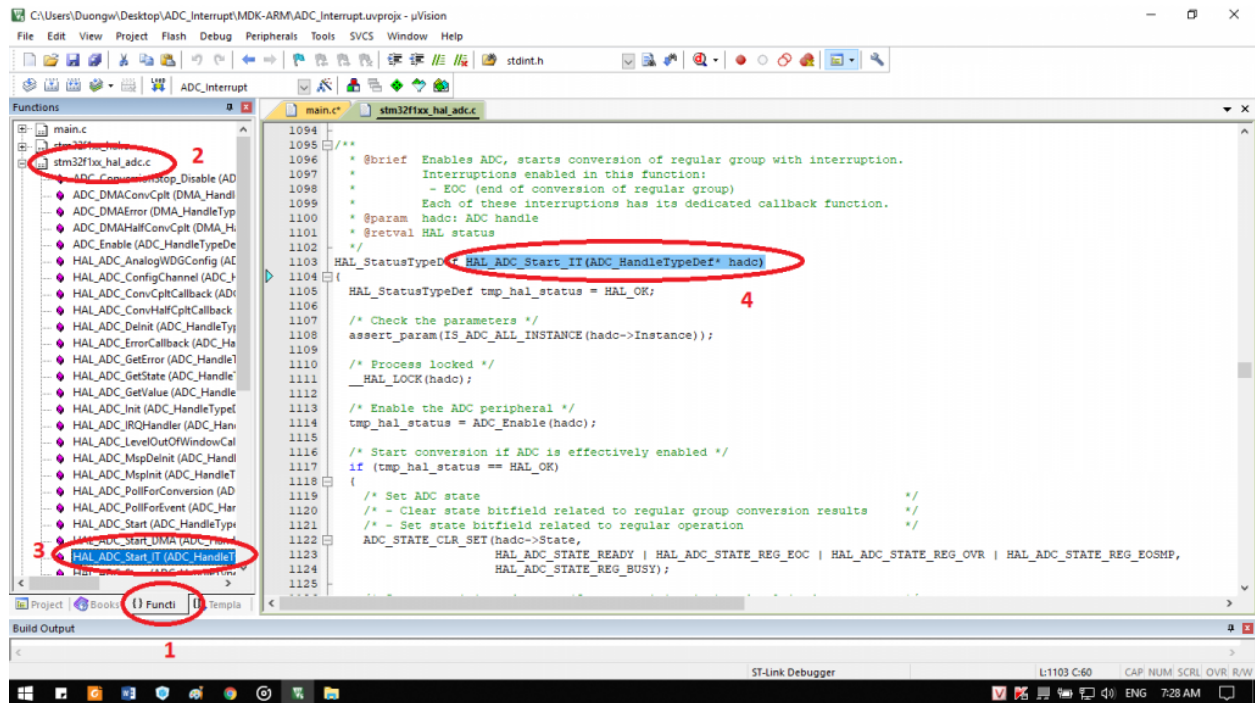 C:\Users\Duongw\Desktop\ADC_Interrupt\MDK-ARM\ADC_Interrupt.uvprojx - µVision
File Edit View Project Flash Debug Peripherals Tools SVCS Window Help
stdint.h
ADC_Interrupt
Functions
main.c* stm32f1xx_hal_adc.c
main.c
stm32f1xx_hal_adc.c 2
ADC_ConversionStop_Disable (AD
ADC_DMAConvCplt (DMA_Handl
ADC_DMAError (DMA_HandleTyp
ADC_DMAHalfConvCplt (DMA_H
ADC_Enable (ADC_HandleTypeDe
HAL_ADC_AnalogWDGConfig (AD
HAL_ADC_ConfigChannel (ADC_H
HAL_ADC_ConvCpltCallback (AD
HAL_ADC_ConvHalfCpltCallback
HAL_ADC_DeInit (ADC_HandleTyp
HAL_ADC_ErrorCallback (ADC_Ha
HAL_ADC_GetError (ADC_HandleT
HAL_ADC_GetState (ADC_Handle
HAL_ADC_GetValue (ADC_Handle
HAL_ADC_Init (ADC_HandleType
HAL_ADC_IRQHandler (ADC_Han
HAL_ADC_LevelOutOfWindowCal
HAL_ADC_MspDeInit (ADC_Handl
HAL_ADC_MspInit (ADC_HandleT
HAL_ADC_PollForConversion (AD
HAL_ADC_PollForEvent (ADC_Har
HAL_ADC_Start (ADC_HandleType
HAL_ADC_Start_DMA (ADC_Hand
3 HAL_ADC_Start_IT (ADC_HandleT
Project Books {} Functi Templa
1
1094
1095 /**
1096 * @brief Enables ADC, starts conversion of regular group with interruption.
1097 * Interruptions enabled in this function:
1098 * - EOC (end of conversion of regular group)
1099 * Each of these interruptions has its dedicated callback function.
1100 * @param hadc: ADC handle
1101 * @retval HAL status
1102 */
1103 HAL_StatusTypeDef HAL_ADC_Start_IT(ADC_HandleTypeDef* hadc)
1104 {
4
1105 HAL_StatusTypeDef tmp_hal_status = HAL_OK;
1106
1107 /* Check the parameters */
1108 assert_param(IS_ADC_ALL_INSTANCE(hadc->Instance));
1109
1110 /* Process locked */
1111 __HAL_LOCK(hadc);
1112
1113 /* Enable the ADC peripheral */
1114 tmp_hal_status = ADC_Enable(hadc);
1115
1116 /* Start conversion if ADC is effectively enabled */
1117 if (tmp_hal_status == HAL_OK)
1118 {
1119 /* Set ADC state */
1120 /* - Clear state bitfield related to regular group conversion results */
1121 /* - Set state bitfield related to regular operation */
1122 ADC_STATE_CLR_SET(hadc->State,
1123 HAL_ADC_STATE_READY | HAL_ADC_STATE_REG_EOC | HAL_ADC_STATE_REG_OVR | HAL_ADC_STATE_REG_EOSMP,
1124 HAL_ADC_STATE_REG_BUSY);
1125
Build Output
ST-Link Debugger L:1103 C:60 CAP NUM SCRL OVR R/W
ENG 7:28 AM